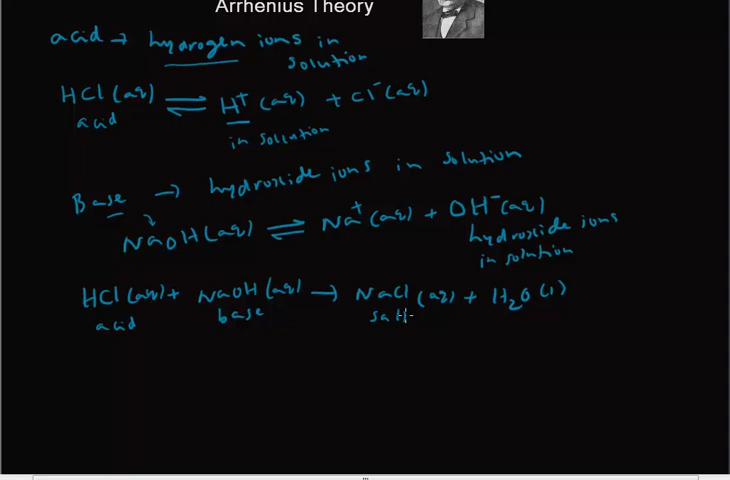 Arrhenius Theory
acid → hydrogen ions in
solution
HCl (aq) ⇌ H⁺ (aq) + Cl⁻ (aq)
acid
in sollution
Base → hydroxide ions in solution
NaOH (aq) ⇌ Na⁺ (aq) + OH⁻ (aq)
hydroxide ions
in solution
HCl (aq) + NaOH (aq) → NaCl (aq) + H₂O (l)
acid base salt